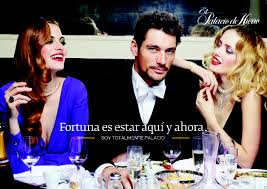 El
Palacio de Hierro
Fortuna es estar aquí y ahora.
SOY TOTALMENTE PALACIO